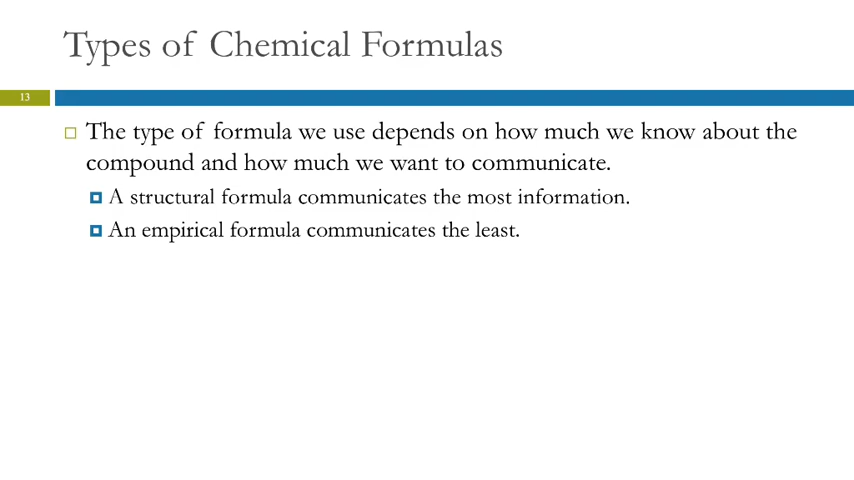 Types of Chemical Formulas
13
The type of formula we use depends on how much we know about the
compound and how much we want to communicate.
A structural formula communicates the most information.
An empirical formula communicates the least.